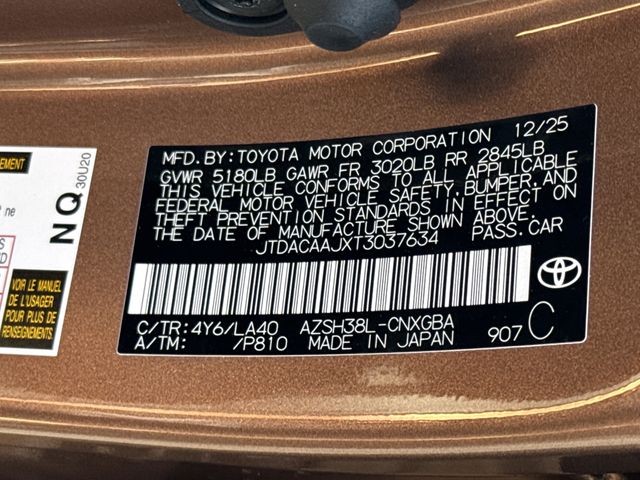 MFD.BY: TOYOTA MOTOR CORPORATION 12/25
GVWR 5180LB GAWR FR 3020LB RR 2845LB
THIS VEHICLE CONFORMS TO ALL APPLICABLE
FEDERAL MOTOR VEHICLE SAFETY, BUMPER, AND
THEFT PREVENTION STANDARDS IN EFFECT ON
THE DATE OF MANUFACTURE SHOWN ABOVE.
JTDACAAJXT3037634 PASS.CAR
C/TR: 4Y6/LA40 AZSH38L-CNXGBA
A/TM: /P810 MADE IN JAPAN 907 C
EMENT
NQ
30U20
ne
S
D
VOIR LE MANUEL
DE L'USAGER
POUR PLUS DE
RENSEIGNEMENTS